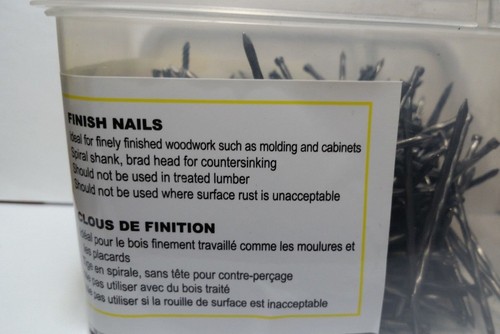 FINISH NAILS
Ideal for finely finished woodwork such as molding and cabinets
Spiral shank, brad head for countersinking
Should not be used in treated lumber
Should not be used where surface rust is unacceptable
CLOUS DE FINITION
Idéal pour le bois finement travaillé comme les moulures et
les placards
Tige en spirale, sans tête pour contre-perçage
Ne pas utiliser avec du bois traité
Ne pas utiliser si la rouille de surface est inacceptable